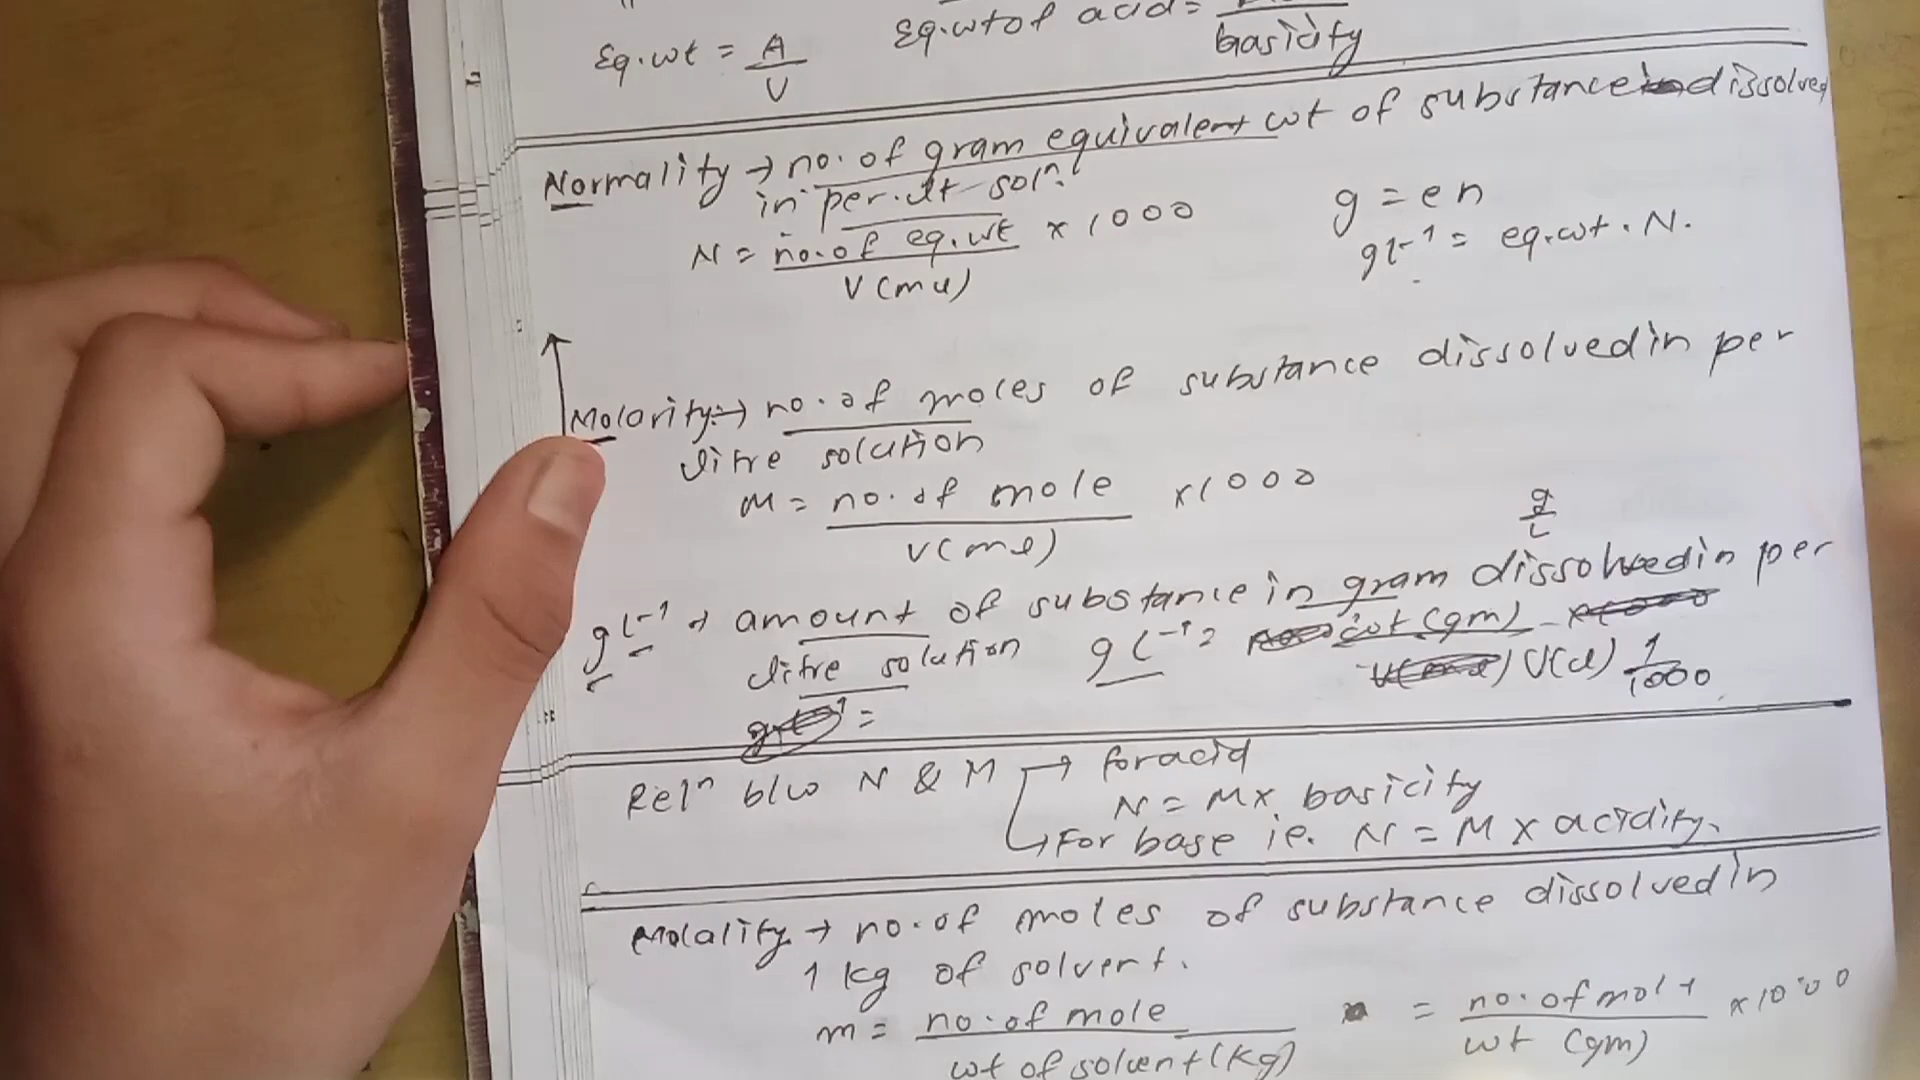 Eq.wt = A/V
Eq.wt of acid = /basicity
Normality → no. of gram equivalent wt of substance dissolved
in per lt soln.
N = no. of eq.wt/V(ml) × 1000
g = en
gl⁻¹ = eq.wt. N.
Molarity:→ no. of moles of substance dissolved in per
litre solution
M = no. of mole/V(ml) ×1000
g/L
gl⁻¹ → amount of substance in gram dissolved in per
litre solution gl⁻¹ = wt (gm)/V(l) 1/1000
=
Reln b/w N & M → for acid
N = M× basicity
↳ For base ie. N = M × acidity.
Molality → no. of moles of substance dissolved in
1 kg of solvent.
m = no. of mole/wt of solvent (kg) = no. of mol/wt (gm) ×1000